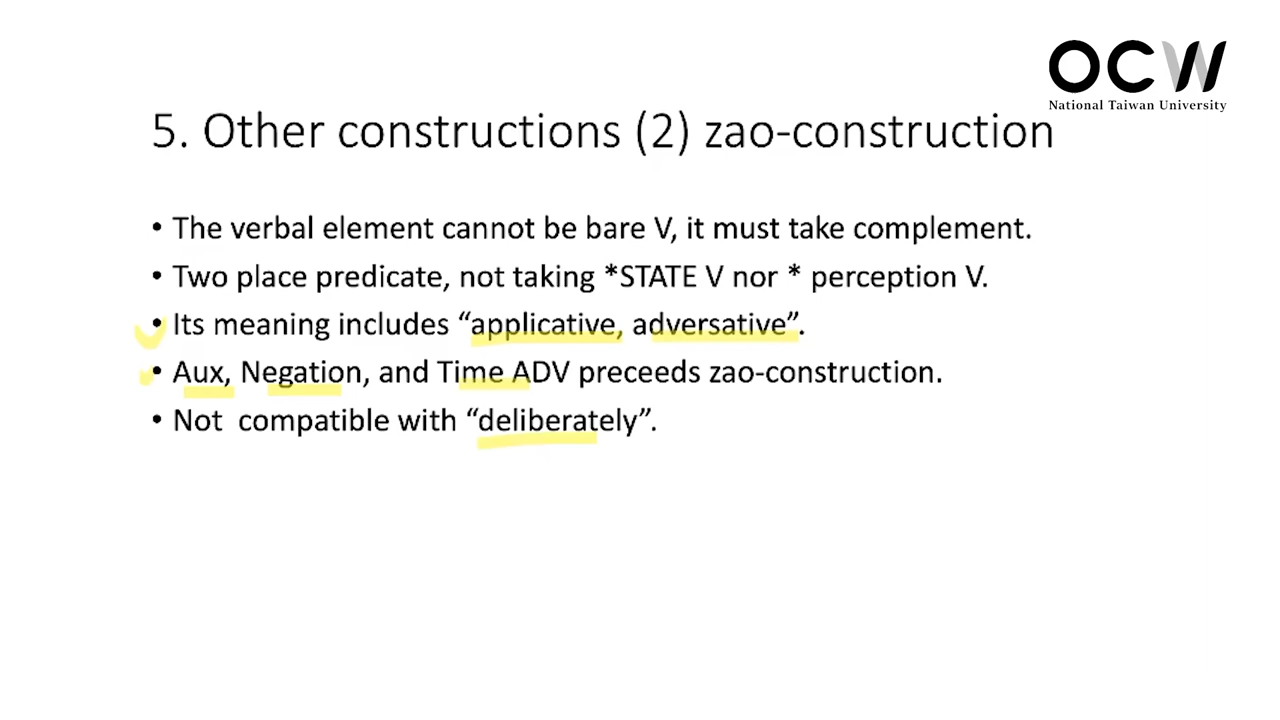 OCW
National Taiwan University
5. Other constructions (2) zao-construction
• The verbal element cannot be bare V, it must take complement.
• Two place predicate, not taking *STATE V nor * perception V.
• Its meaning includes “applicative, adversative”.
• Aux, Negation, and Time ADV preceeds zao-construction.
• Not  compatible with “deliberately”.